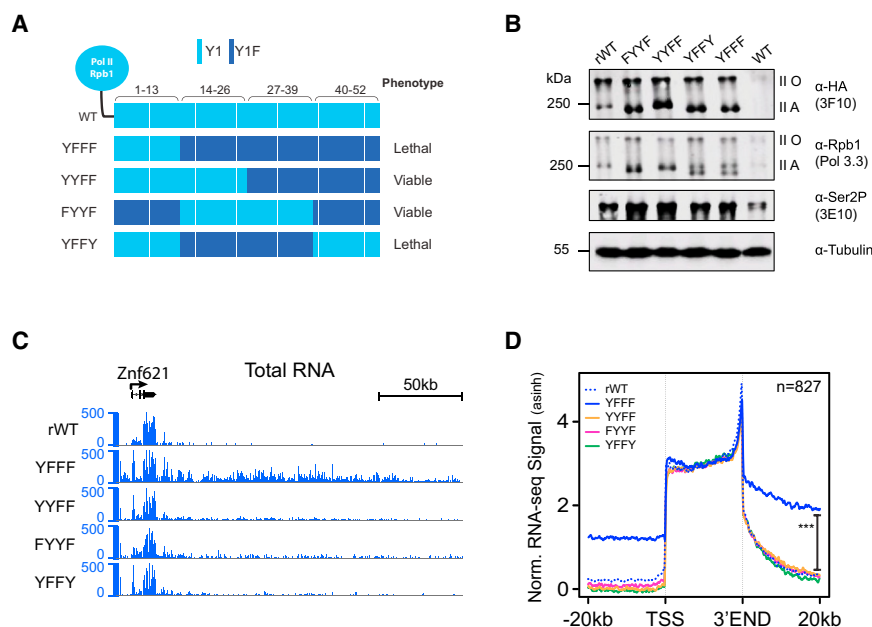 A
Y1 Y1F
Pol II
Rpb1
Phenotype
1-13 14-26 27-39 40-52
WT
YFFF Lethal
YYFF Viable
FYYF Viable
YFFY Lethal
B
rWT FYYF YYFF YFFY YFFF WT
kDa
II O
250 II A
α-HA
(3F10)
II O
250 II A
α-Rpb1
(Pol 3.3)
α-Ser2P
(3E10)
55 α-Tubulin
C
Znf621 Total RNA
50kb
500
rWT
0
500
YFFF
0
500
YYFF
0
500
FYYF
0
500
YFFY
0
D
Norm. RNA-seq Signal (asinh)
rWT n=827
YFFF
YYFF
FYYF
YFFY
4
2
0
***
-20kb TSS 3'END 20kb